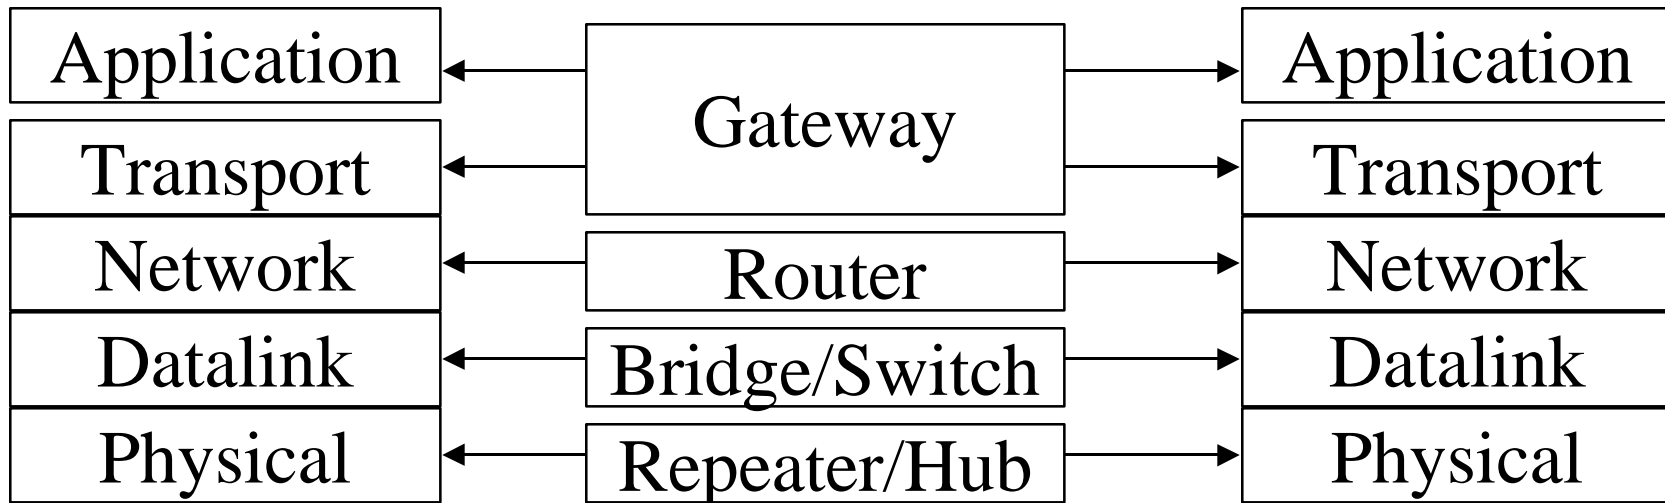 Application
Transport
Network
Datalink
Physical
Gateway
Router
Bridge/Switch
Repeater/Hub
Application
Transport
Network
Datalink
Physical